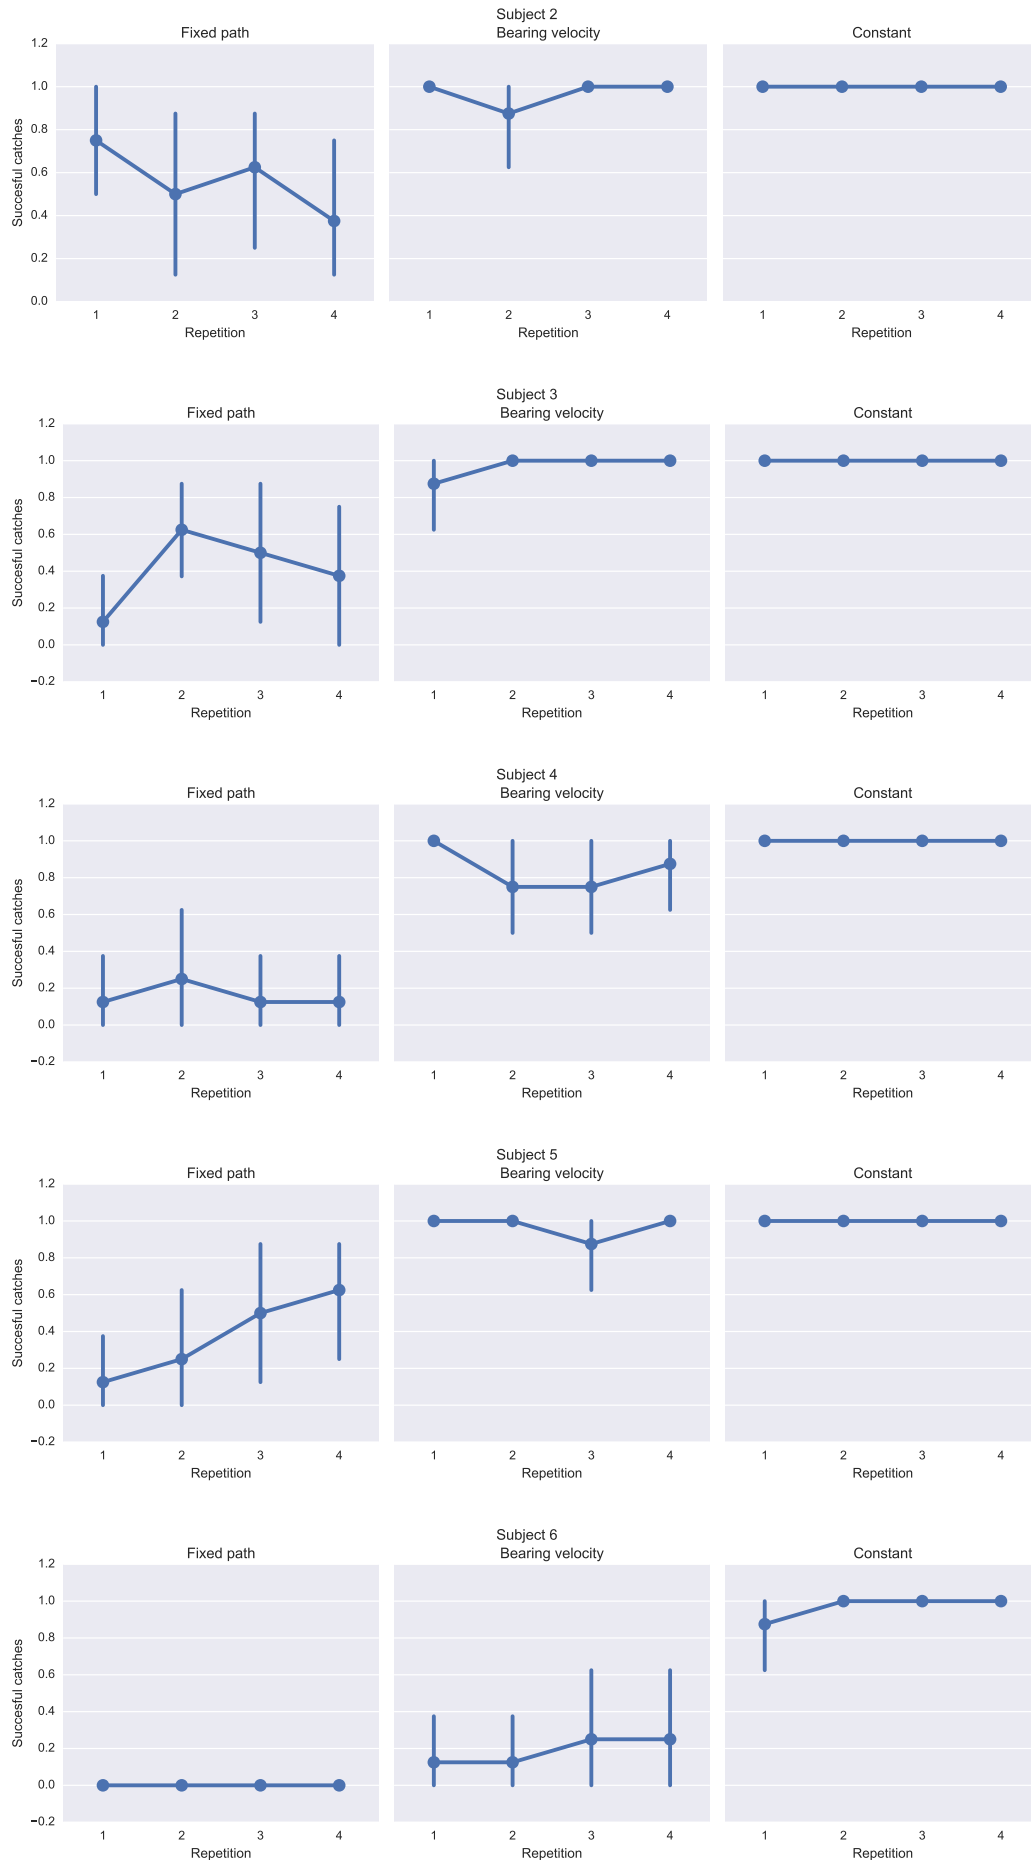 Subject 2
Fixed path Bearing velocity Constant
1.2
1.0
0.8
0.6
0.4
0.2
0.0
Succesful catches
1 2 3 4 1 2 3 4 1 2 3 4
Repetition Repetition Repetition
Subject 3
Fixed path Bearing velocity Constant
1.2
1.0
0.8
0.6
0.4
0.2
0.0
−0.2
Succesful catches
1 2 3 4 1 2 3 4 1 2 3 4
Repetition Repetition Repetition
Subject 4
Fixed path Bearing velocity Constant
1.2
1.0
0.8
0.6
0.4
0.2
0.0
−0.2
Succesful catches
1 2 3 4 1 2 3 4 1 2 3 4
Repetition Repetition Repetition
Subject 5
Fixed path Bearing velocity Constant
1.2
1.0
0.8
0.6
0.4
0.2
0.0
−0.2
Succesful catches
1 2 3 4 1 2 3 4 1 2 3 4
Repetition Repetition Repetition
Subject 6
Fixed path Bearing velocity Constant
1.2
1.0
0.8
0.6
0.4
0.2
0.0
−0.2
Succesful catches
1 2 3 4 1 2 3 4 1 2 3 4
Repetition Repetition Repetition